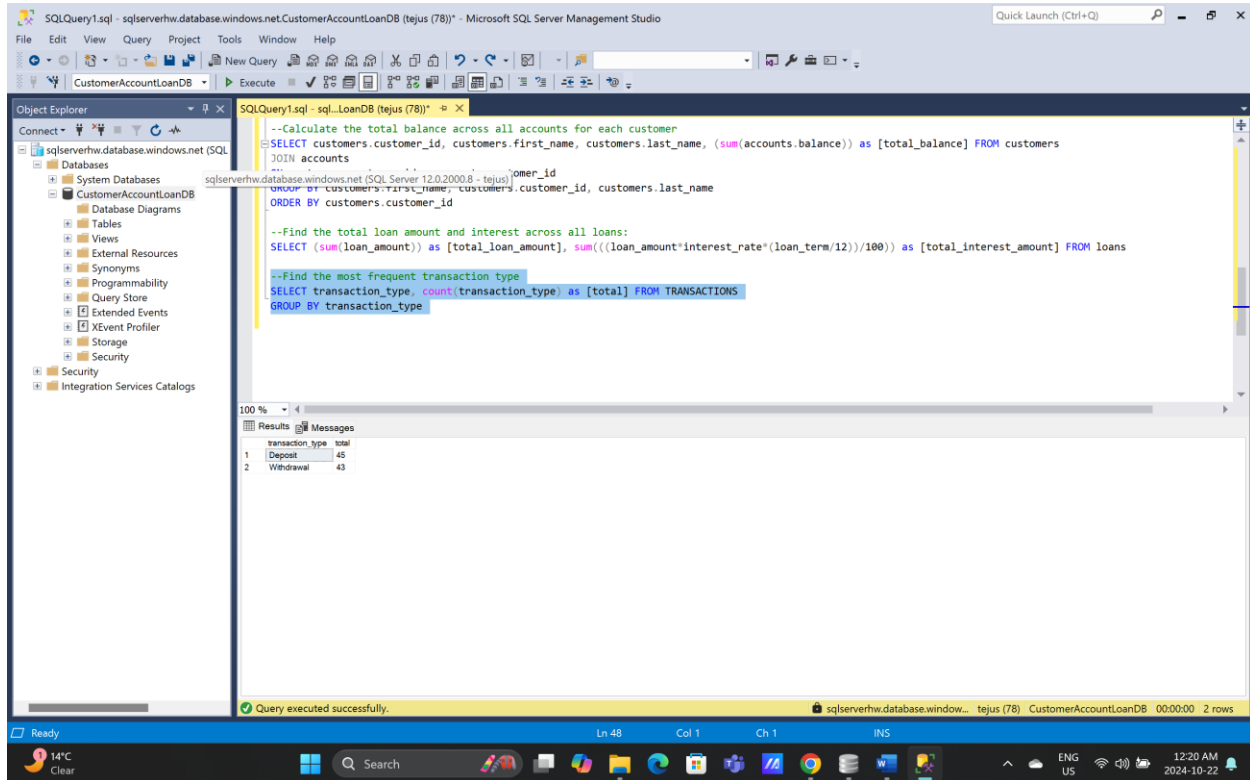 SQLQuery1.sql - sqlserverhw.database.windows.net.CustomerAccountLoanDB (tejus (78))* - Microsoft SQL Server Management Studio
Quick Launch (Ctrl+Q)
File Edit View Query Project Tools Window Help
New Query
CustomerAccountLoanDB
Execute
Object Explorer
SQLQuery1.sql - sql...LoanDB (tejus (78))*
Connect
sqlserverhw.database.windows.net (SQL
Databases
System Databases
CustomerAccountLoanDB
Database Diagrams
Tables
Views
External Resources
Synonyms
Programmability
Query Store
Extended Events
XEvent Profiler
Storage
Security
Security
Integration Services Catalogs
sqlserverhw.database.windows.net (SQL Server 12.0.2000.8 - tejus)
--Calculate the total balance across all accounts for each customer
SELECT customers.customer_id, customers.first_name, customers.last_name, (sum(accounts.balance)) as [total_balance] FROM customers
JOIN accounts
omer_id
GROUP BY customers.first_name, customers.customer_id, customers.last_name
ORDER BY customers.customer_id
--Find the total loan amount and interest across all loans:
SELECT (sum(loan_amount)) as [total_loan_amount], sum(((loan_amount*interest_rate*(loan_term/12))/100)) as [total_interest_amount] FROM loans
--Find the most frequent transaction type
SELECT transaction_type, count(transaction_type) as [total] FROM TRANSACTIONS
GROUP BY transaction_type
100 %
Results Messages
transaction_type total
1 Deposit 45
2 Withdrawal 43
Query executed successfully.
sqlserverhw.database.window... tejus (78) CustomerAccountLoanDB 00:00:00 2 rows
Ready Ln 48 Col 1 Ch 1 INS
1
14°C
Clear
Search
ENG
US
12:20 AM
2024-10-22